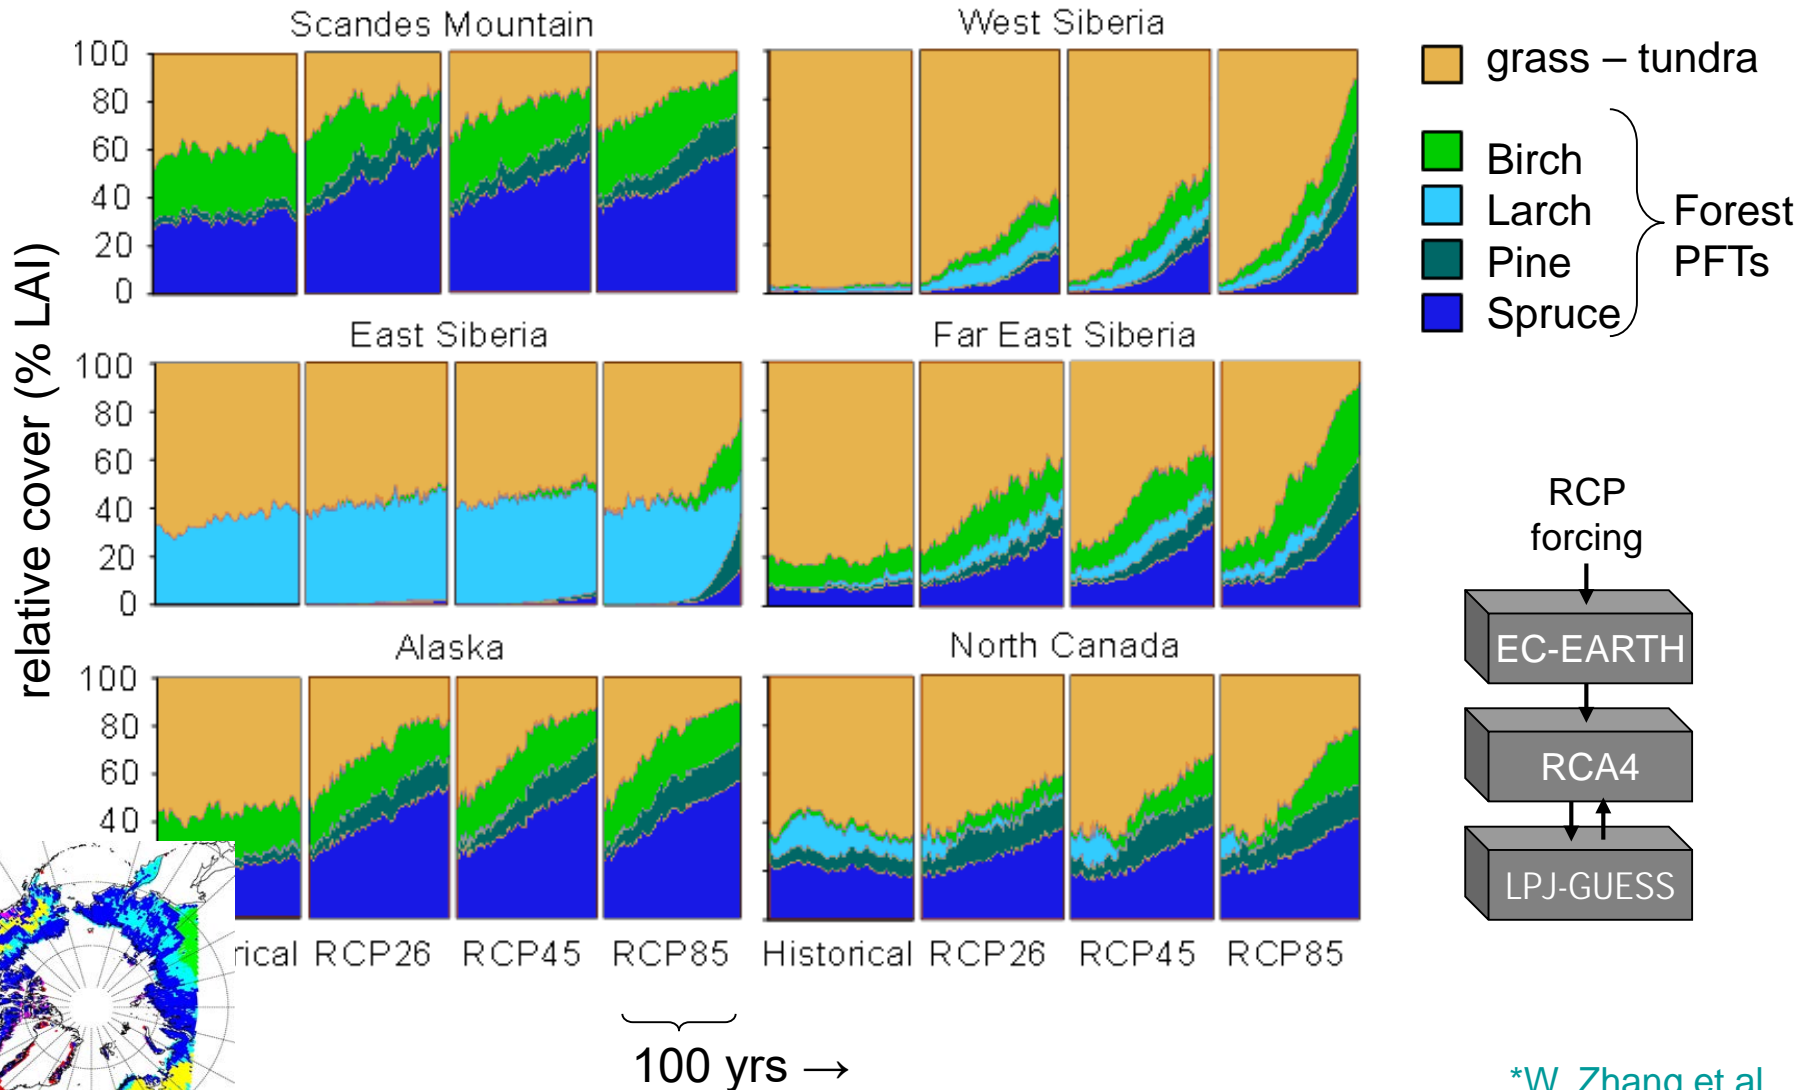 Scandes Mountain
West Siberia
100
80
60
40
20
0
East Siberia
Far East Siberia
100
80
60
40
20
0
Alaska
North Canada
100
80
60
40
rical RCP26 RCP45 RCP85 Historical RCP26 RCP45 RCP85
relative cover (% LAI)
100 yrs →
grass – tundra
Birch
Larch
Pine
Spruce
Forest
PFTs
RCP
forcing
EC-EARTH
RCA4
LPJ-GUESS
*W. Zhang et al